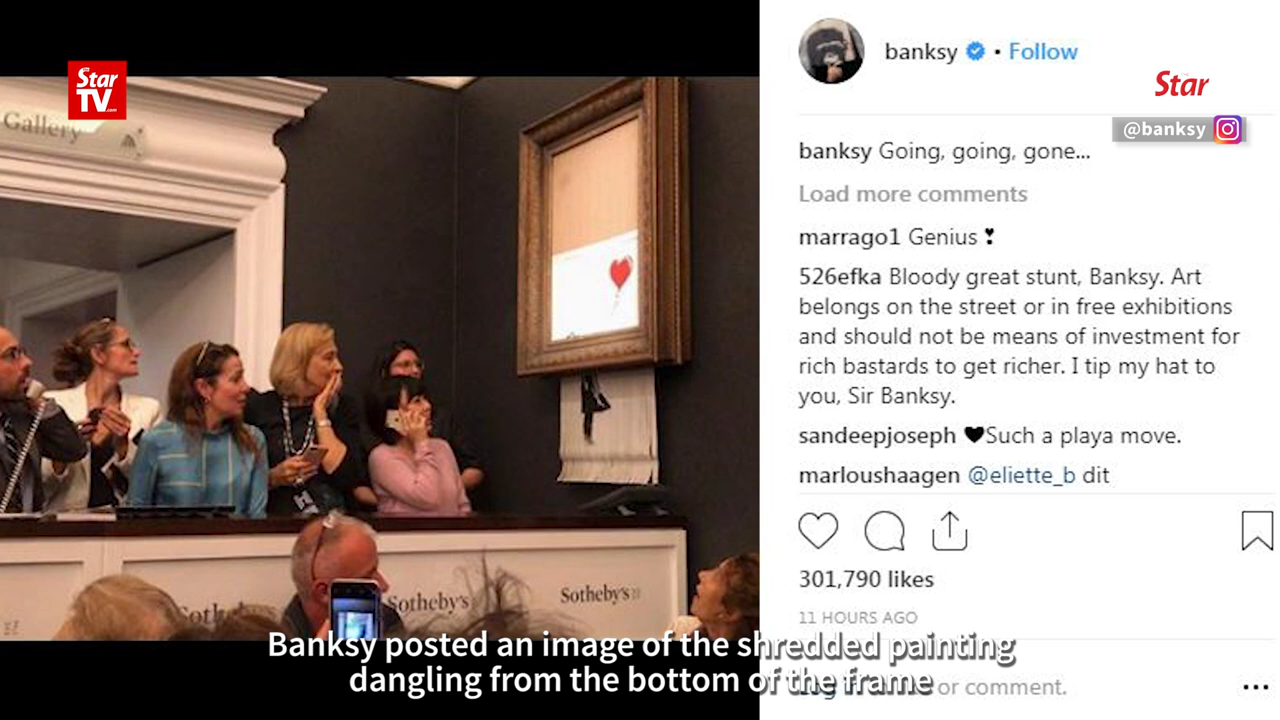 Star
TV.com
Gallery
Sotheby's
Sotheby's
banksy • Follow
Star
@banksy
banksy Going, going, gone...
Load more comments
marrago1 Genius ❣
526efka Bloody great stunt, Banksy. Art
belongs on the street or in free exhibitions
and should not be means of investment for
rich bastards to get richer. I tip my hat to
you, Sir Banksy.
sandeepjoseph ♥Such a playa move.
marloushaagen @eliette_b dit
301,790 likes
11 HOURS AGO
or comment.
Banksy posted an image of the shredded painting
dangling from the bottom of the frame